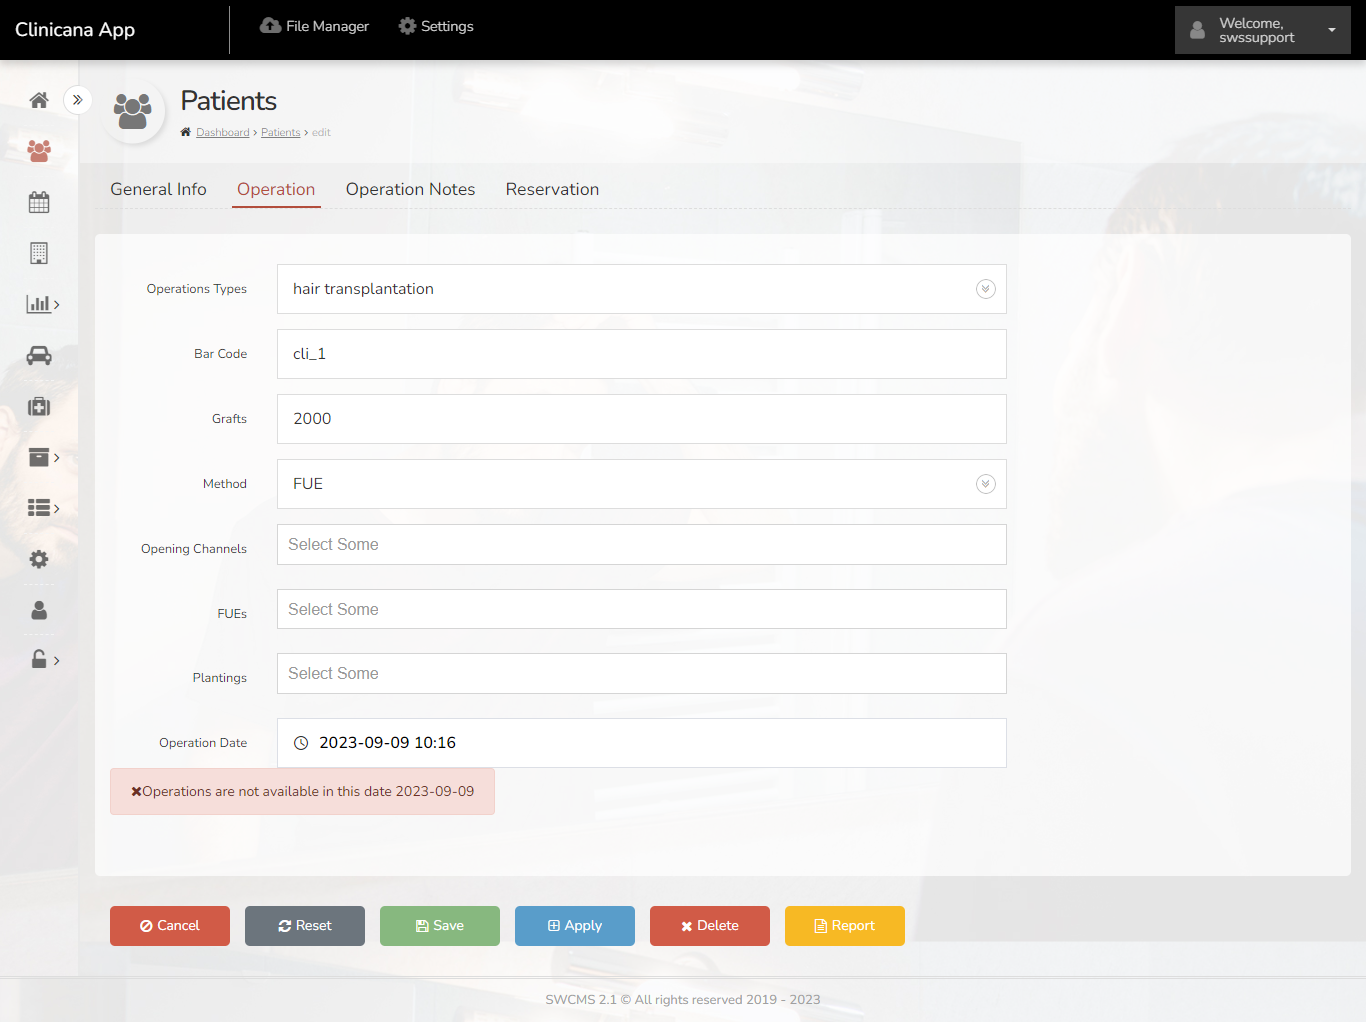 Clinicana App
File Manager
Settings
Welcome,
swssupport
Patients
Dashboard › Patients › edit
General Info
Operation
Operation Notes
Reservation
Operations Types
hair transplantation
Bar Code
cli_1
Grafts
2000
Method
FUE
Opening Channels
Select Some
FUEs
Select Some
Plantings
Select Some
Operation Date
2023-09-09 10:16
Operations are not available in this date 2023-09-09
Cancel
Reset
Save
Apply
Delete
Report
SWCMS 2.1 © All rights reserved 2019 - 2023